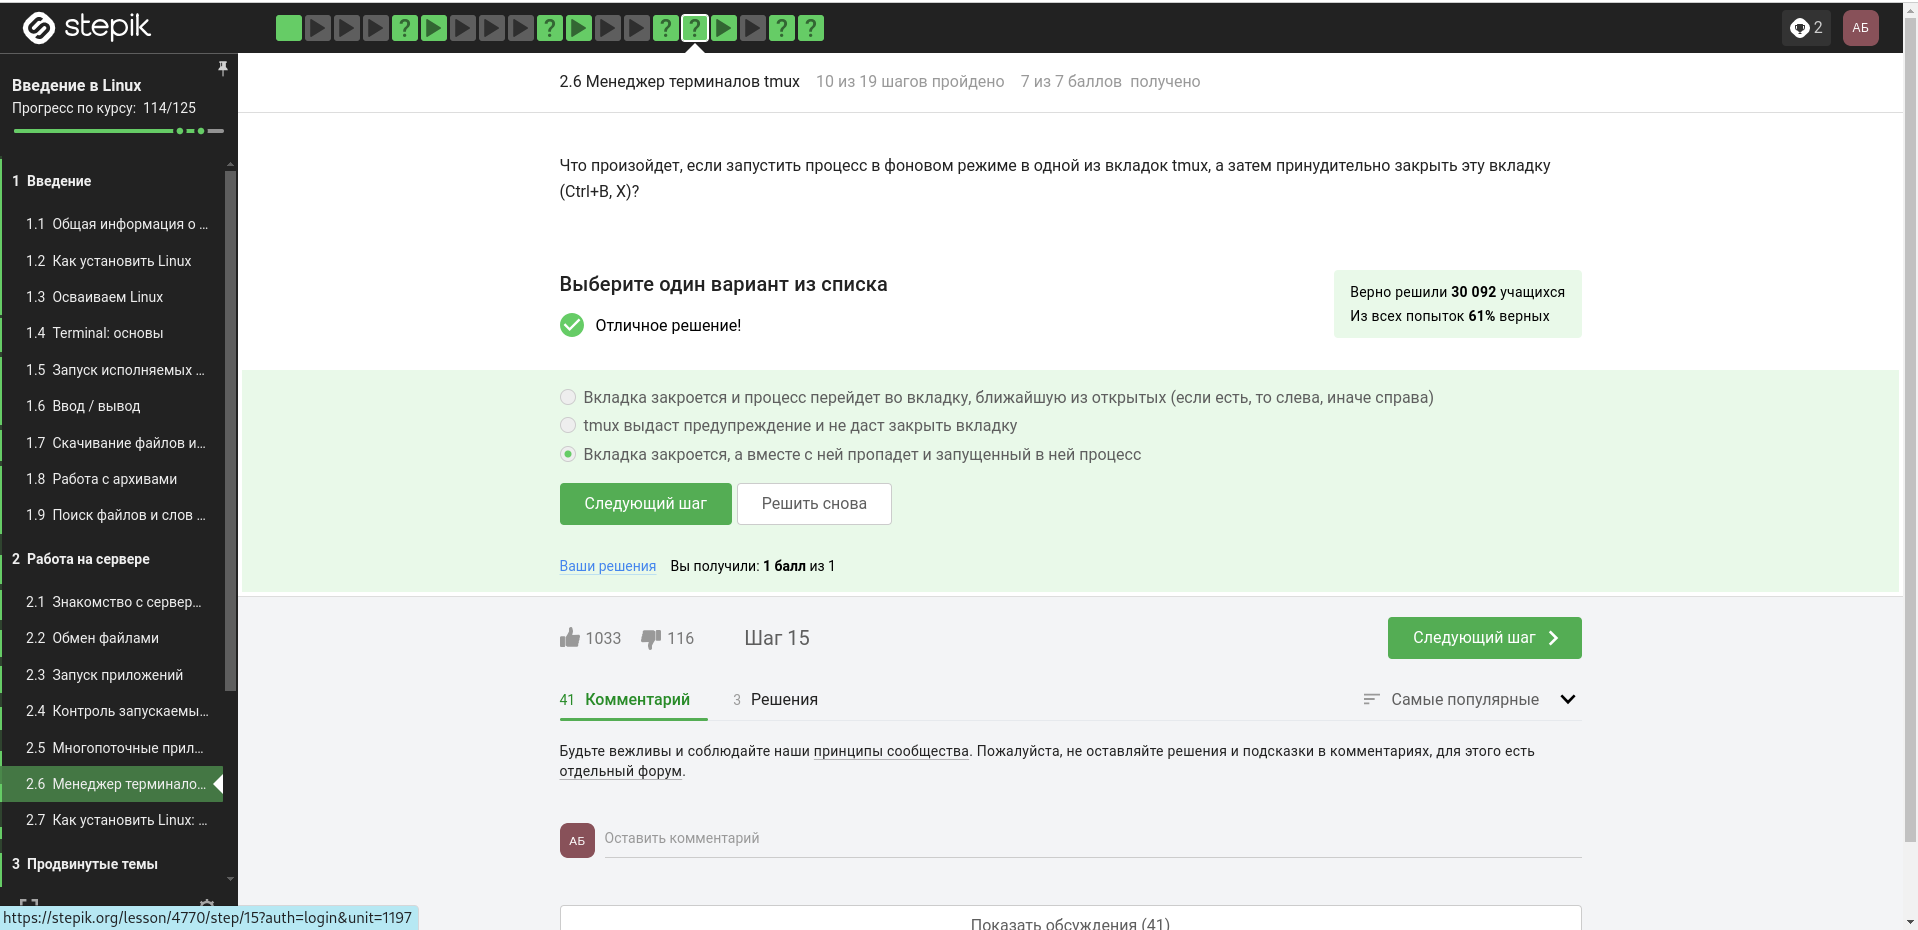 stepik
2
АБ
Введение в Linux
Прогресс по курсу: 114/125
1 Введение
1.1 Общая информация о ...
1.2 Как установить Linux
1.3 Осваиваем Linux
1.4 Terminal: основы
1.5 Запуск исполняемых ...
1.6 Ввод / вывод
1.7 Скачивание файлов и...
1.8 Работа с архивами
1.9 Поиск файлов и слов ...
2 Работа на сервере
2.1 Знакомство с сервер...
2.2 Обмен файлами
2.3 Запуск приложений
2.4 Контроль запускаемы...
2.5 Многопоточные прил...
2.6 Менеджер терминало...
2.7 Как установить Linux: ...
3 Продвинутые темы
https://stepik.org/lesson/4770/step/15?auth=login&unit=1197
2.6 Менеджер терминалов tmux 10 из 19 шагов пройдено 7 из 7 баллов получено
Что произойдет, если запустить процесс в фоновом режиме в одной из вкладок tmux, а затем принудительно закрыть эту вкладку
(Ctrl+B, X)?
Выберите один вариант из списка
Отличное решение!
Верно решили 30 092 учащихся
Из всех попыток 61% верных
Вкладка закроется и процесс перейдет во вкладку, ближайшую из открытых (если есть, то слева, иначе справа)
tmux выдаст предупреждение и не даст закрыть вкладку
Вкладка закроется, а вместе с ней пропадет и запущенный в ней процесс
Следующий шаг Решить снова
Ваши решения Вы получили: 1 балл из 1
1033 116 Шаг 15 Следующий шаг
41 Комментарий 3 Решения Самые популярные
Будьте вежливы и соблюдайте наши принципы сообщества. Пожалуйста, не оставляйте решения и подсказки в комментариях, для этого есть
отдельный форум.
АБ Оставить комментарий
Показать обсуждения (41)